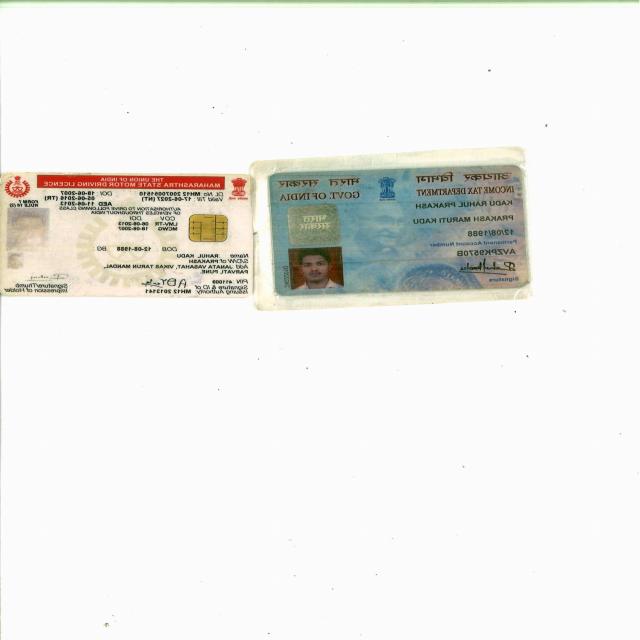 THE UNION OF INDIA
MAHARASHTRA STATE MOTOR DRIVING LICENCE
FORM 7
RULE 16 (2)
DL No. MH12 20070051510
DOI 18-06-2007
Valid Till 17-06-2027 (NT)
05-06-2016 (TR)
AED 11-02-2013
AUTHORISATION TO DRIVE FOLLOWING CLASS
OF VEHICLES THROUGHOUT INDIA
COV DOI
LMV-TR 06-06-2013
MCWG 18-06-2007
DOB 12-08-1988 BG
Name RAHUL KADU
S/D/W of PRAKASH
Add JANATA VASAHAT, VIKAS TARUN MANDAL
PARVATI PUNE
PIN 411009
Signature & ID of
Issuing Authority MH12 2013141
Signature/Thumb
Impression of Holder
आयकर विभाग
INCOME TAX DEPARTMENT
भारत सरकार
GOVT. OF INDIA
KADU RAHUL PRAKASH
PRAKASH MARUTI KADU
12/08/1988
Permanent Account Number
AVZPK9570B
Signature
भारत
सरकार